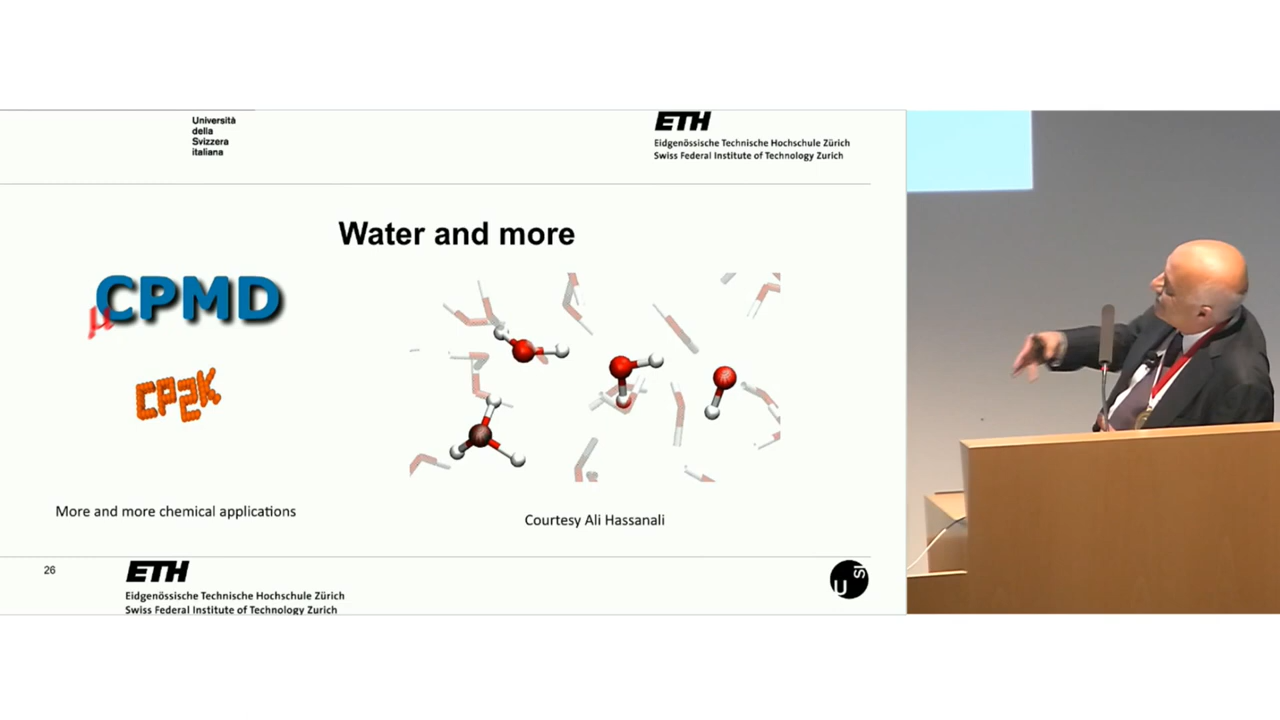 Università
della
Svizzera
italiana
ETH
Eidgenössische Technische Hochschule Zürich
Swiss Federal Institute of Technology Zurich
Water and more
μCPMD
CP2K
More and more chemical applications
Courtesy Ali Hassanali
26
ETH
Eidgenössische Technische Hochschule Zürich
Swiss Federal Institute of Technology Zurich
USI